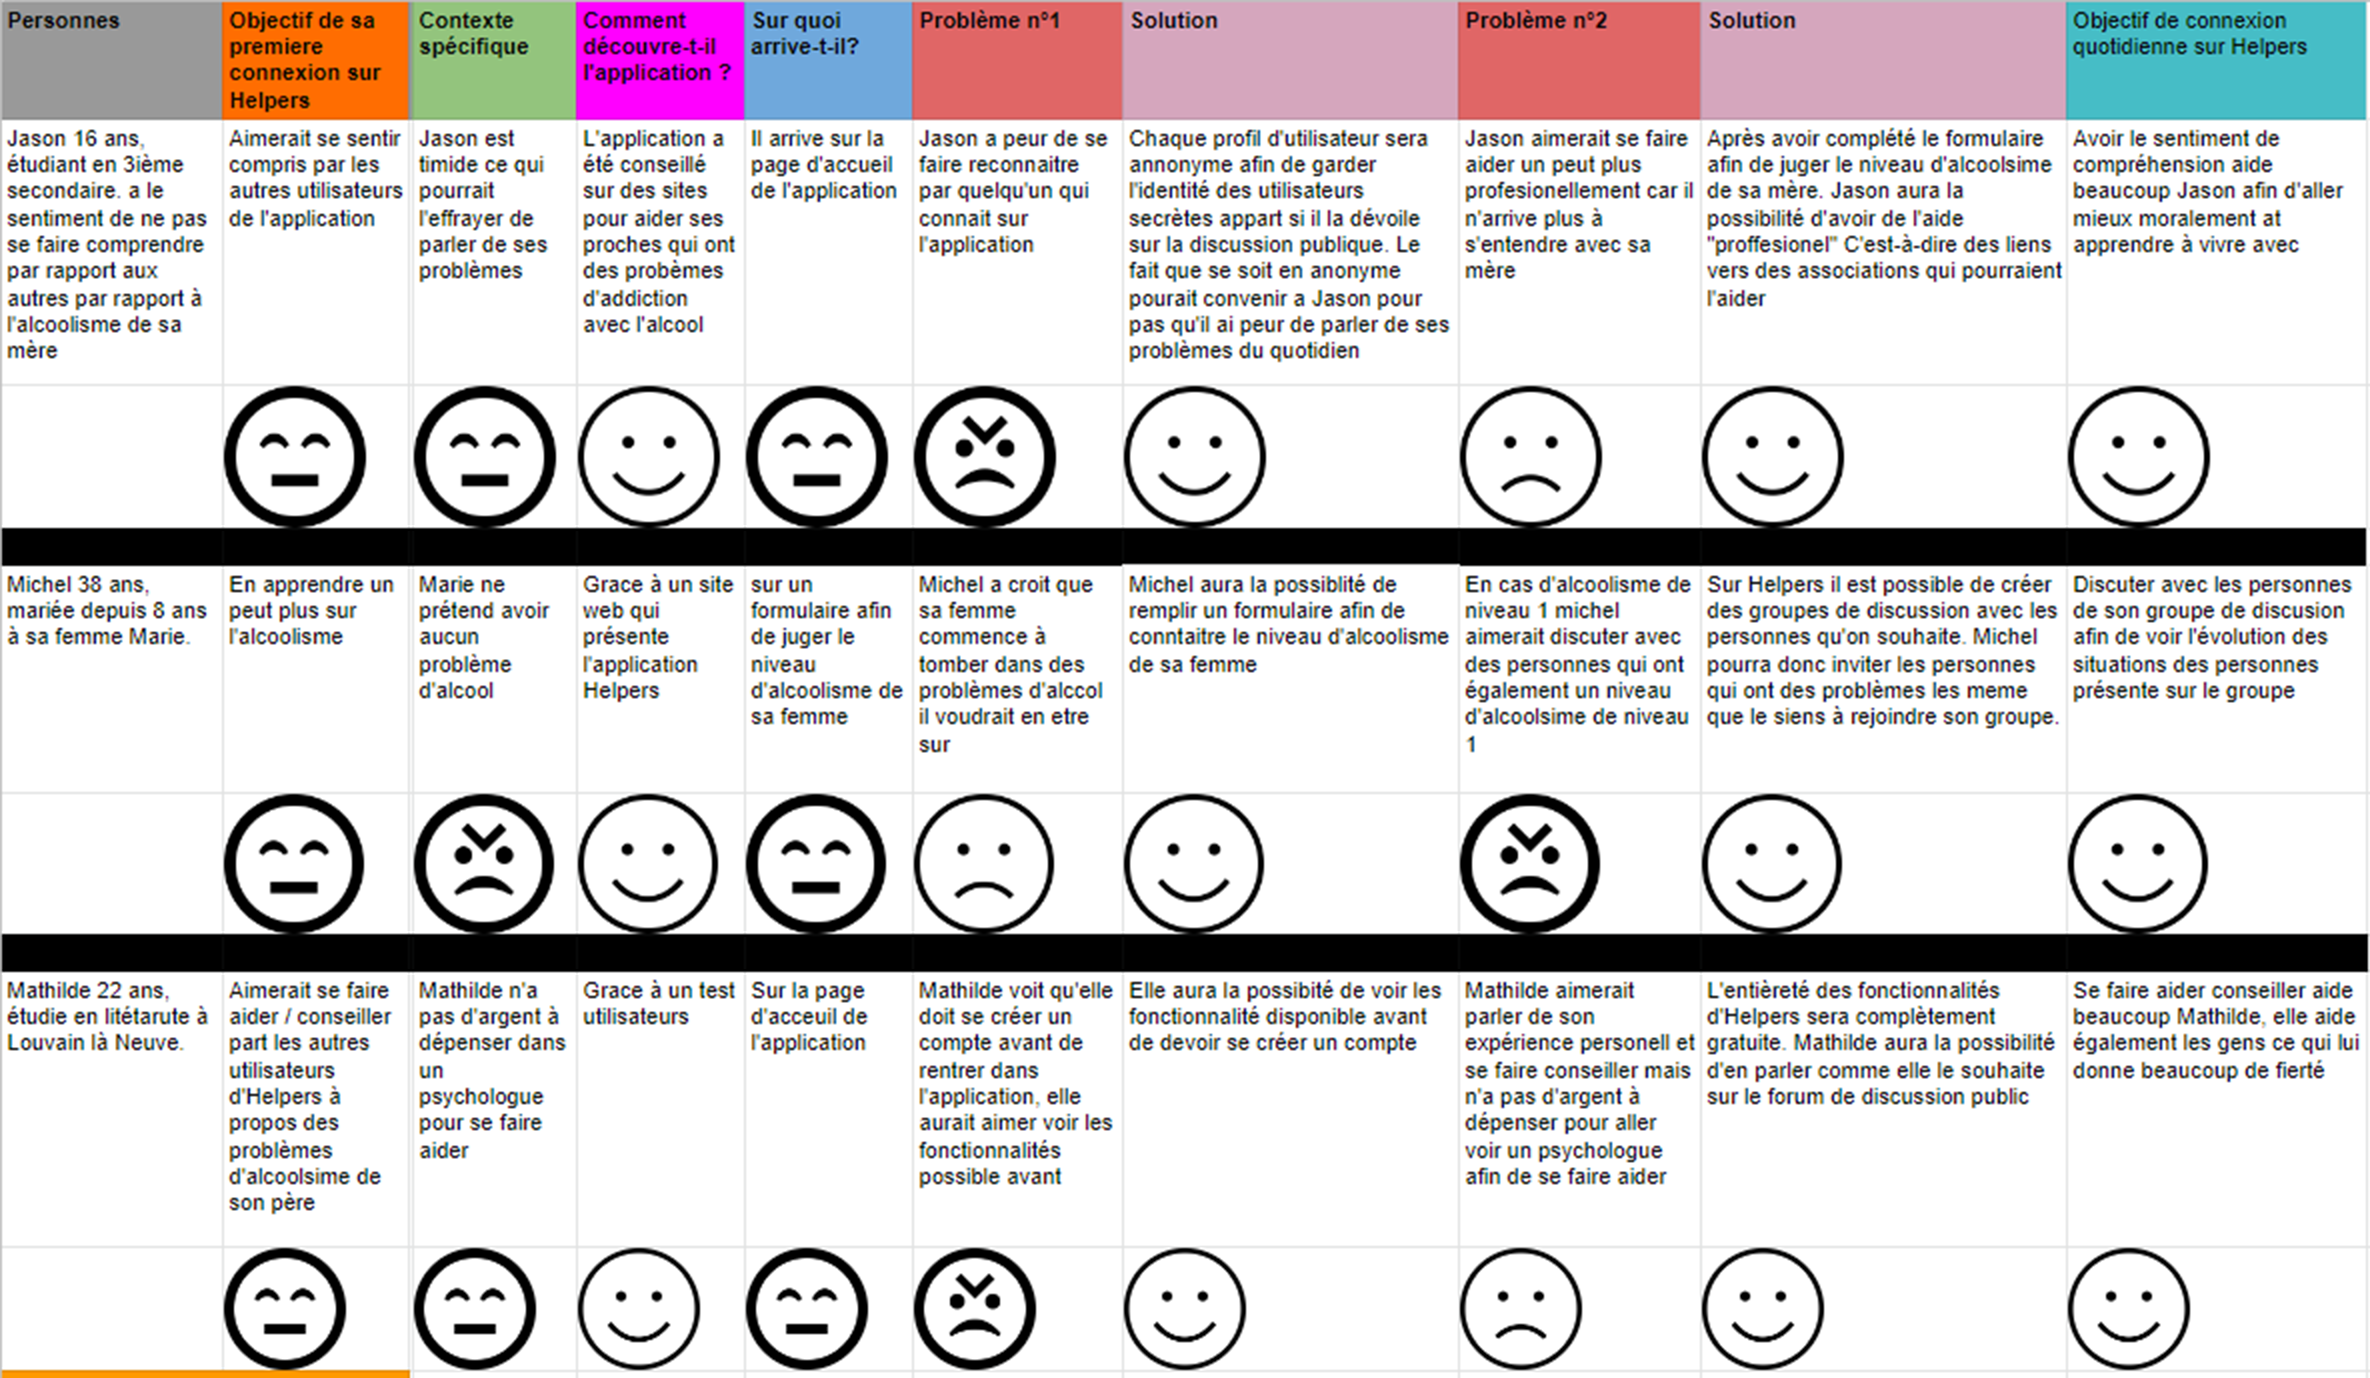 Personnes
Objectif de sa
premiere
connexion sur
Helpers
Contexte
spécifique
Comment
découvre-t-il
l'application ?
Sur quoi
arrive-t-il?
Problème n°1
Solution
Problème n°2
Solution
Objectif de connexion
quotidienne sur Helpers
Jason 16 ans,
étudiant en 3ième
secondaire. a le
sentiment de ne pas
se faire comprendre
par rapport aux
autres par rapport à
l'alcoolisme de sa
mère
Aimerait se sentir
compris par les
autres utilisateurs
de l'application
Jason est
timide ce qui
pourrait
l'effrayer de
parler de ses
problèmes
L'application a
été conseillé
sur des sites
pour aider ses
proches qui ont
des probèmes
d'addiction
avec l'alcool
Il arrive sur la
page d'accueil
de l'application
Jason a peur de se
faire reconnaitre
par quelqu'un qui
connait sur
l'application
Chaque profil d'utilisateur sera
annonyme afin de garder
l'identité des utilisateurs
secrètes appart si il la dévoile
sur la discussion publique. Le
fait que se soit en anonyme
pourait convenir a Jason pour
pas qu'il ai peur de parler de ses
problèmes du quotidien
Jason aimerait se faire
aider un peut plus
profesionellement car il
n'arrive plus à
s'entendre avec sa
mère
Après avoir complété le formulaire
afin de juger le niveau d'alcoolsime
de sa mère. Jason aura la
possibilité d'avoir de l'aide
"proffesionel" C'est-à-dire des liens
vers des associations qui pourraient
l'aider
Avoir le sentiment de
compréhension aide
beaucoup Jason afin d'aller
mieux moralement at
apprendre à vivre avec
Michel 38 ans,
mariée depuis 8 ans
à sa femme Marie.
En apprendre un
peut plus sur
l'alcoolisme
Marie ne
prétend avoir
aucun
problème
d'alcool
Grace à un site
web qui
présente
l'application
Helpers
sur un
formulaire afin
de juger le
niveau
d'alcoolisme de
sa femme
Michel a croit que
sa femme
commence à
tomber dans des
problèmes d'alccol
il voudrait en etre
sur
Michel aura la possiblité de
remplir un formulaire afin de
conntaitre le niveau d'alcoolisme
de sa femme
En cas d'alcoolisme de
niveau 1 michel
aimerait discuter avec
des personnes qui ont
également un niveau
d'alcoolsime de niveau
1
Sur Helpers il est possible de créer
des groupes de discussion avec les
personnes qu'on souhaite. Michel
pourra donc inviter les personnes
qui ont des problèmes les meme
que le siens à rejoindre son groupe.
Discuter avec les personnes
de son groupe de discusion
afin de voir l'évolution des
situations des personnes
présente sur le groupe
Mathilde 22 ans,
étudie en litétarute à
Louvain là Neuve.
Aimerait se faire
aider / conseiller
part les autres
utilisateurs
d'Helpers à
propos des
problèmes
d'alcoolsime de
son père
Mathilde n'a
pas d'argent à
dépenser dans
un
psychologue
pour se faire
aider
Grace à un test
utilisateurs
Sur la page
d'acceuil de
l'application
Mathilde voit qu'elle
doit se créer un
compte avant de
rentrer dans
l'application, elle
aurait aimer voir les
fonctionnalités
possible avant
Elle aura la possibité de voir les
fonctionnalité disponible avant
de devoir se créer un compte
Mathilde aimerait
parler de son
expérience personell et
se faire conseiller mais
n'a pas d'argent à
dépenser pour aller
voir un psychologue
afin de se faire aider
L'entièreté des fonctionnalités
d'Helpers sera complètement
gratuite. Mathilde aura la possibilité
d'en parler comme elle le souhaite
sur le forum de discussion public
Se faire aider conseiller aide
beaucoup Mathilde, elle aide
également les gens ce qui lui
donne beaucoup de fierté